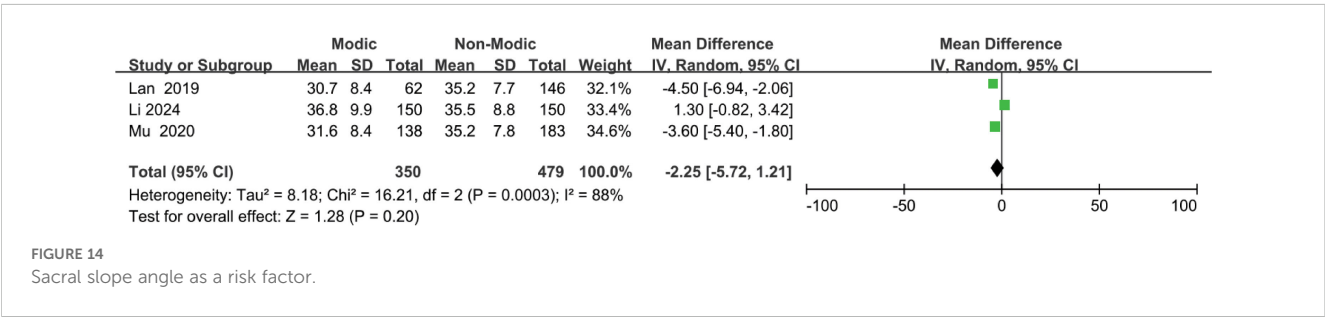 Modic Non-Modic Mean Difference Mean Difference
Study or Subgroup Mean SD Total Mean SD Total Weight IV, Random, 95% CI IV, Random, 95% CI
Lan 2019 30.7 8.4 62 35.2 7.7 146 32.1% -4.50 [-6.94, -2.06]
Li 2024 36.8 9.9 150 35.5 8.8 150 33.4% 1.30 [-0.82, 3.42]
Mu 2020 31.6 8.4 138 35.2 7.8 183 34.6% -3.60 [-5.40, -1.80]
Total (95% CI) 350 479 100.0% -2.25 [-5.72, 1.21]
Heterogeneity: Tau² = 8.18; Chi² = 16.21, df = 2 (P = 0.0003); I² = 88%
Test for overall effect: Z = 1.28 (P = 0.20)
-100 -50 0 50 100
FIGURE 14
Sacral slope angle as a risk factor.